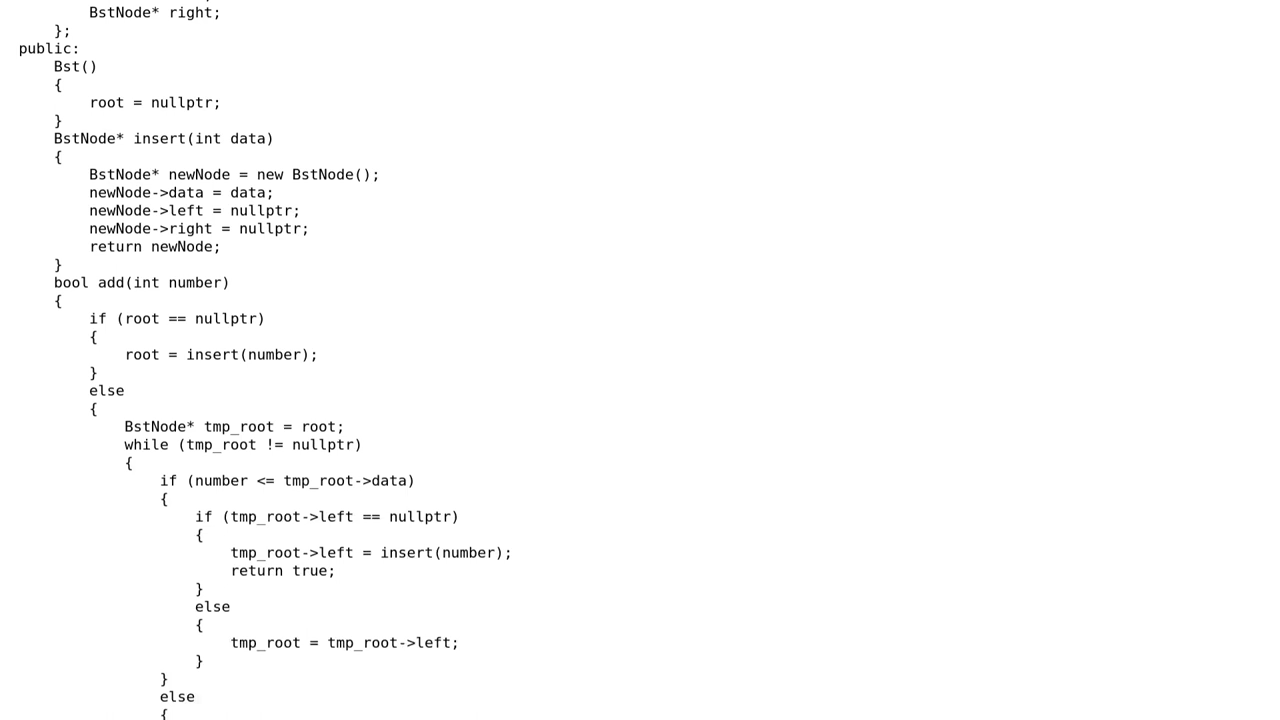 BstNode* right;
    };
public:
    Bst()
    {
        root = nullptr;
    }
    BstNode* insert(int data)
    {
        BstNode* newNode = new BstNode();
        newNode->data = data;
        newNode->left = nullptr;
        newNode->right = nullptr;
        return newNode;
    }
    bool add(int number)
    {
        if (root == nullptr)
        {
            root = insert(number);
        }
        else
        {
            BstNode* tmp_root = root;
            while (tmp_root != nullptr)
            {
                if (number <= tmp_root->data)
                {
                    if (tmp_root->left == nullptr)
                    {
                        tmp_root->left = insert(number);
                        return true;
                    }
                    else
                    {
                        tmp_root = tmp_root->left;
                    }
                }
                else
                {